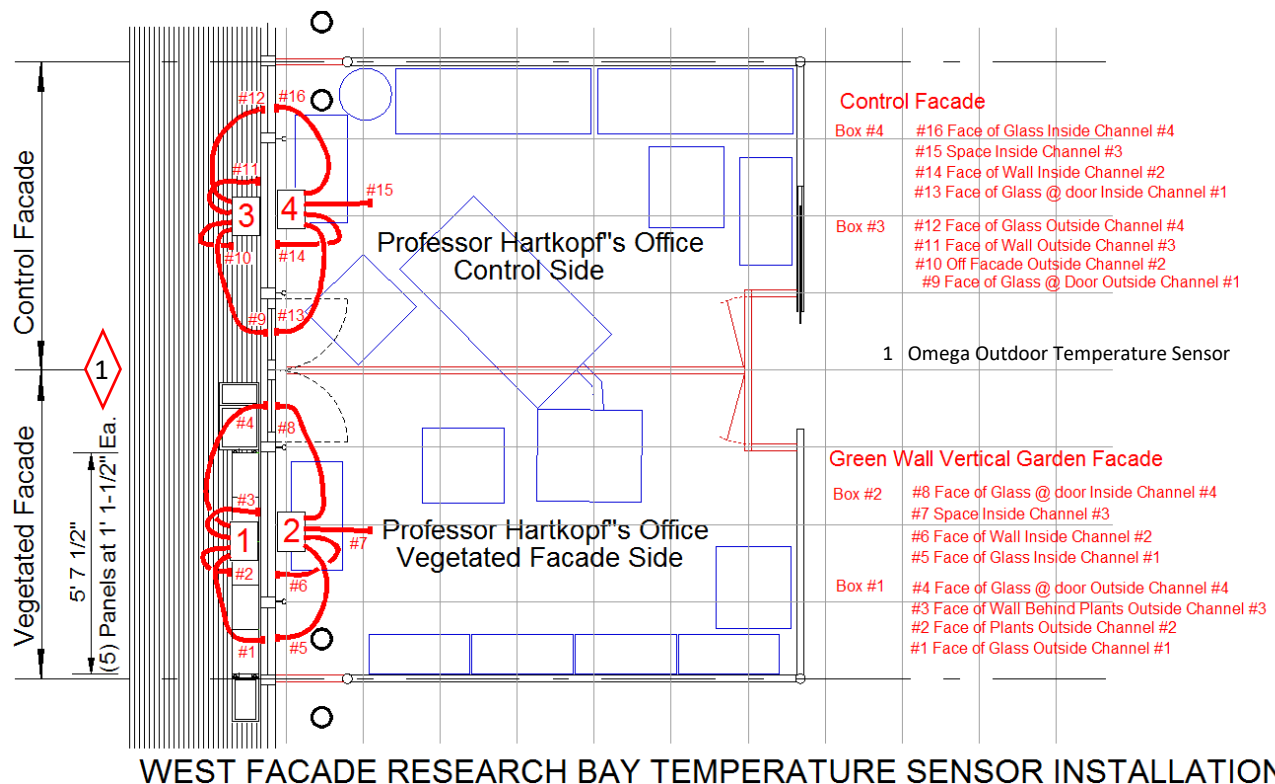 Control Facade
Vegetated Facade
1
5' 7 1/2"
(5) Panels at 1' 1-1/2" Ea.
#12
#16
#11
#15
3
4
#10
#14
#9
#13
Professor Hartkopf"s Office
Control Side
#4
#8
#3
1
2
#7
#2
#6
#1
#5
Professor Hartkopf"s Office
Vegetated Facade Side
Control Facade
Box #4 #16 Face of Glass Inside Channel #4
#15 Space Inside Channel #3
#14 Face of Wall Inside Channel #2
#13 Face of Glass @ door Inside Channel #1
Box #3 #12 Face of Glass Outside Channel #4
#11 Face of Wall Outside Channel #3
#10 Off Facade Outside Channel #2
#9 Face of Glass @ Door Outside Channel #1
1 Omega Outdoor Temperature Sensor
Green Wall Vertical Garden Facade
Box #2 #8 Face of Glass @ door Inside Channel #4
#7 Space Inside Channel #3
#6 Face of Wall Inside Channel #2
#5 Face of Glass Inside Channel #1
Box #1 #4 Face of Glass @ door Outside Channel #4
#3 Face of Wall Behind Plants Outside Channel #3
#2 Face of Plants Outside Channel #2
#1 Face of Glass Outside Channel #1
WEST FACADE RESEARCH BAY TEMPERATURE SENSOR INSTALLATION